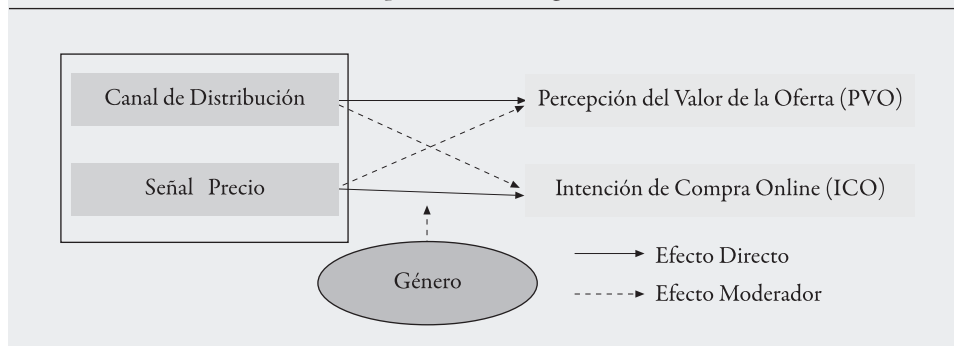 Canal de Distribución
Percepción del Valor de la Oferta (PVO)
Señal Precio
Intención de Compra Online (ICO)
Género
Efecto Directo
Efecto Moderador